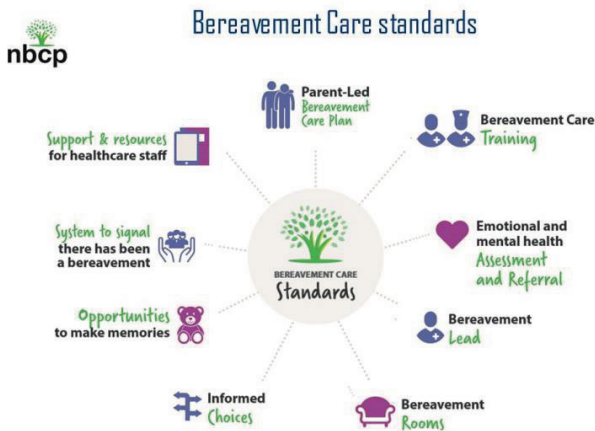 Bereavement Care standards
nbcp
Parent-Led
Bereavement
Care Plan
Bereavement Care
Training
Emotional and
mental health
Assessment
and Referral
Bereavement
Lead
Bereavement
Rooms
Informed
Choices
Opportunities
to make memories
System to signal
there has been
a bereavement
Support & resources
for healthcare staff
BEREAVEMENT CARE
Standards